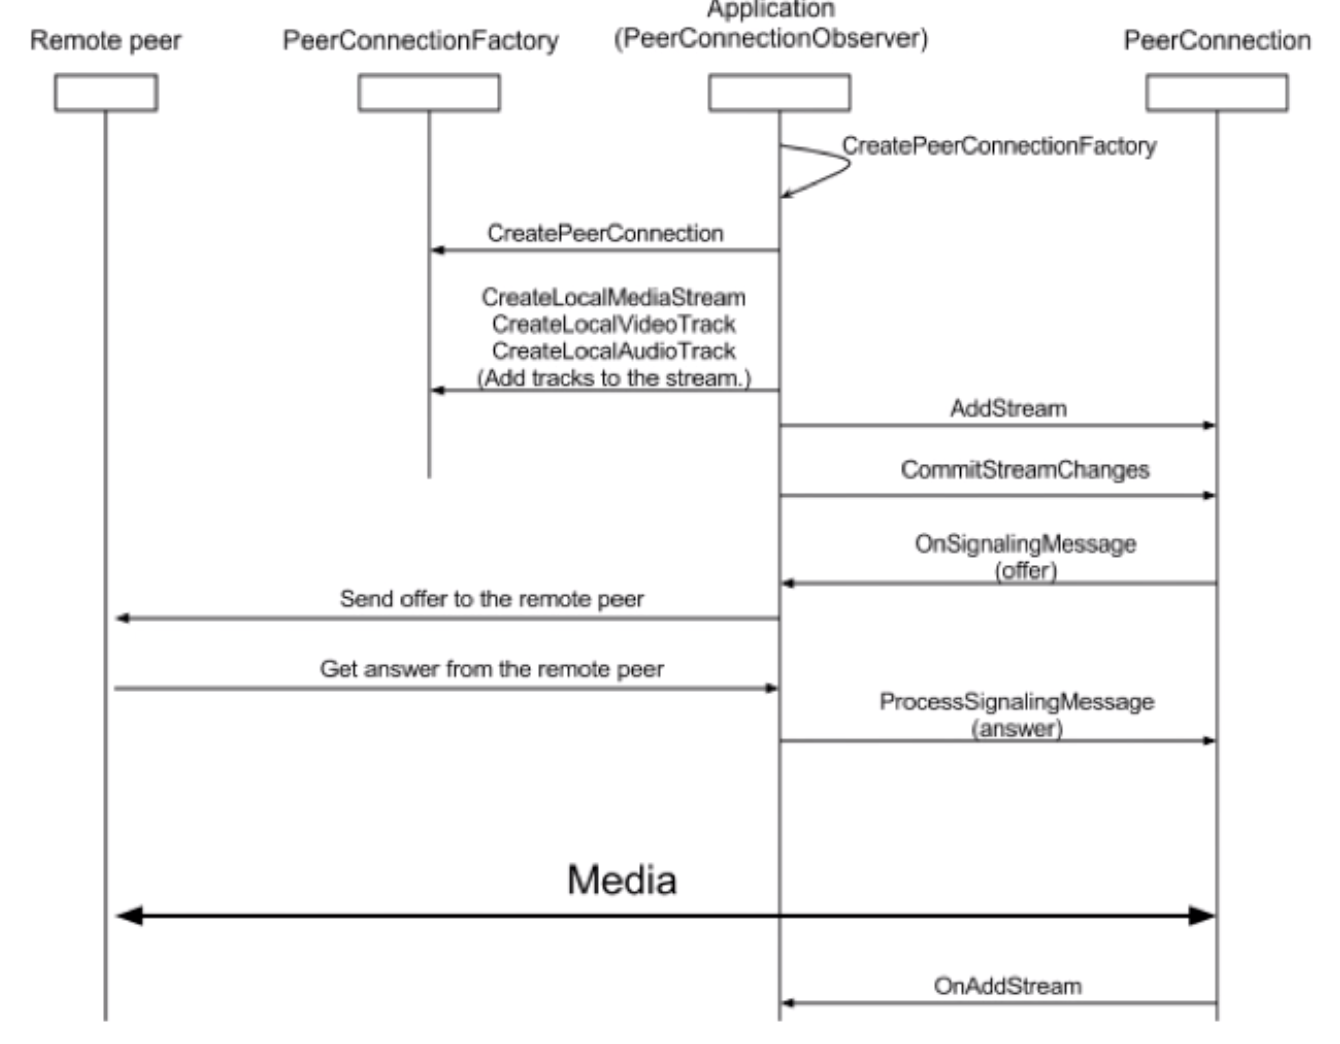 Application
Remote peer
PeerConnectionFactory
(PeerConnectionObserver)
PeerConnection
CreatePeerConnectionFactory
CreatePeerConnection
CreateLocalMediaStream
CreateLocalVideoTrack
CreateLocalAudioTrack
(Add tracks to the stream.)
AddStream
CommitStreamChanges
OnSignalingMessage
(offer)
Send offer to the remote peer
Get answer from the remote peer
ProcessSignalingMessage
(answer)
Media
OnAddStream